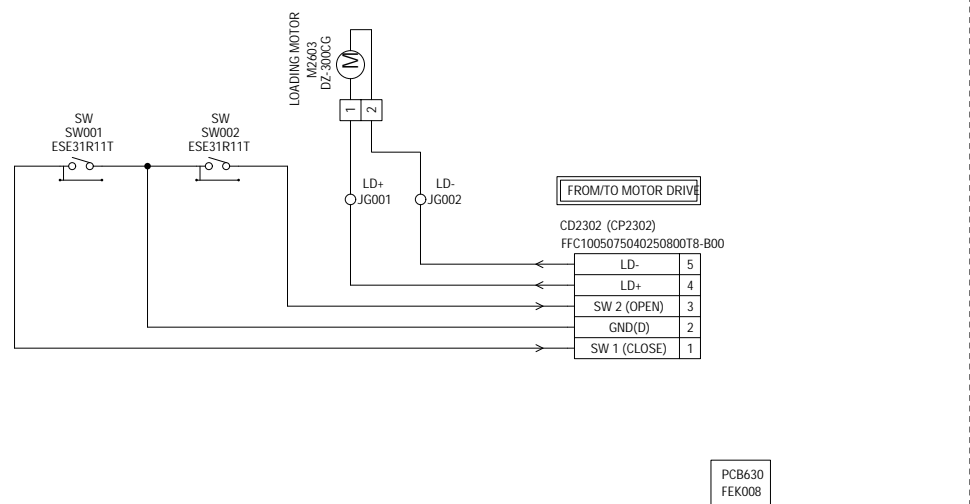 LOADING MOTOR
M2603
DZ-300CG
M
1
2
SW
SW001
ESE31R11T
SW
SW002
ESE31R11T
LD+
JG001
LD-
JG002
FROM/TO MOTOR DRIVE
CD2302 (CP2302)
FFC1005075040250800T8-B00
LD- 5
LD+ 4
SW 2 (OPEN) 3
GND(D) 2
SW 1 (CLOSE) 1
PCB630
FEK008